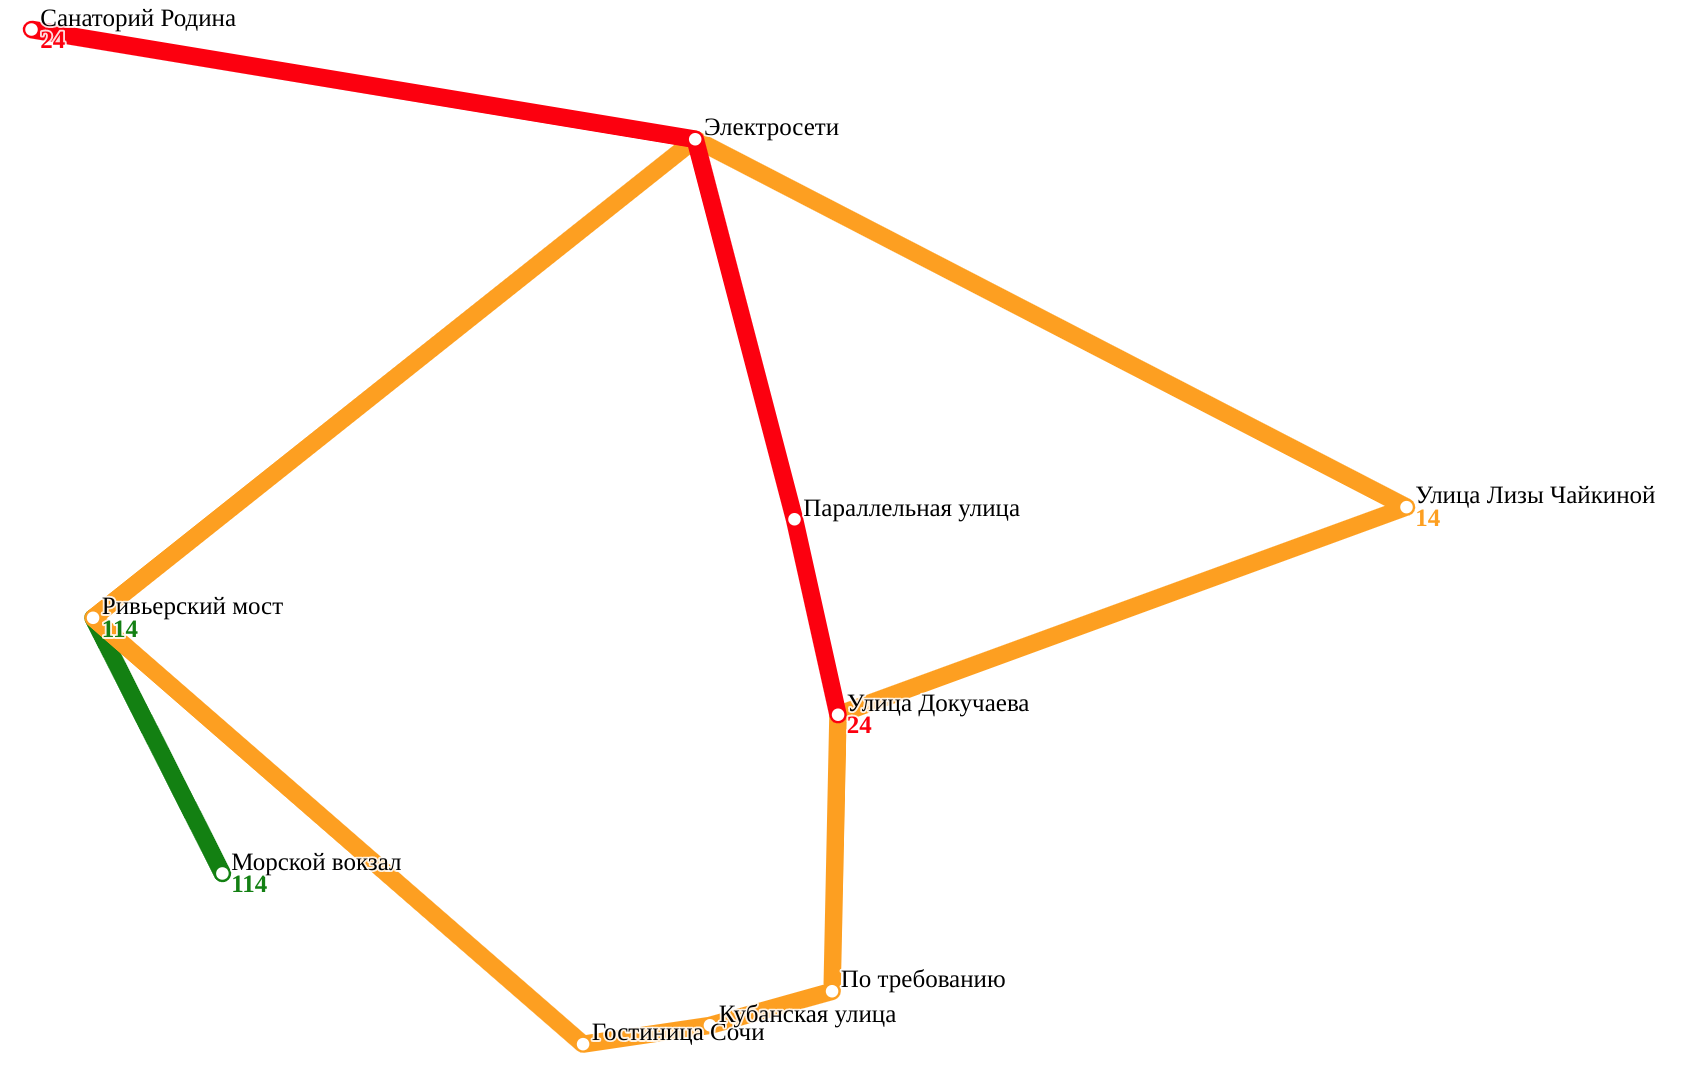 Санаторий Родина
24
Электросети
Улица Лизы Чайкиной
14
Параллельная улица
Ривьерский мост
114
Улица Докучаева
24
Морской вокзал
114
По требованию
Кубанская улица
Гостиница Сочи